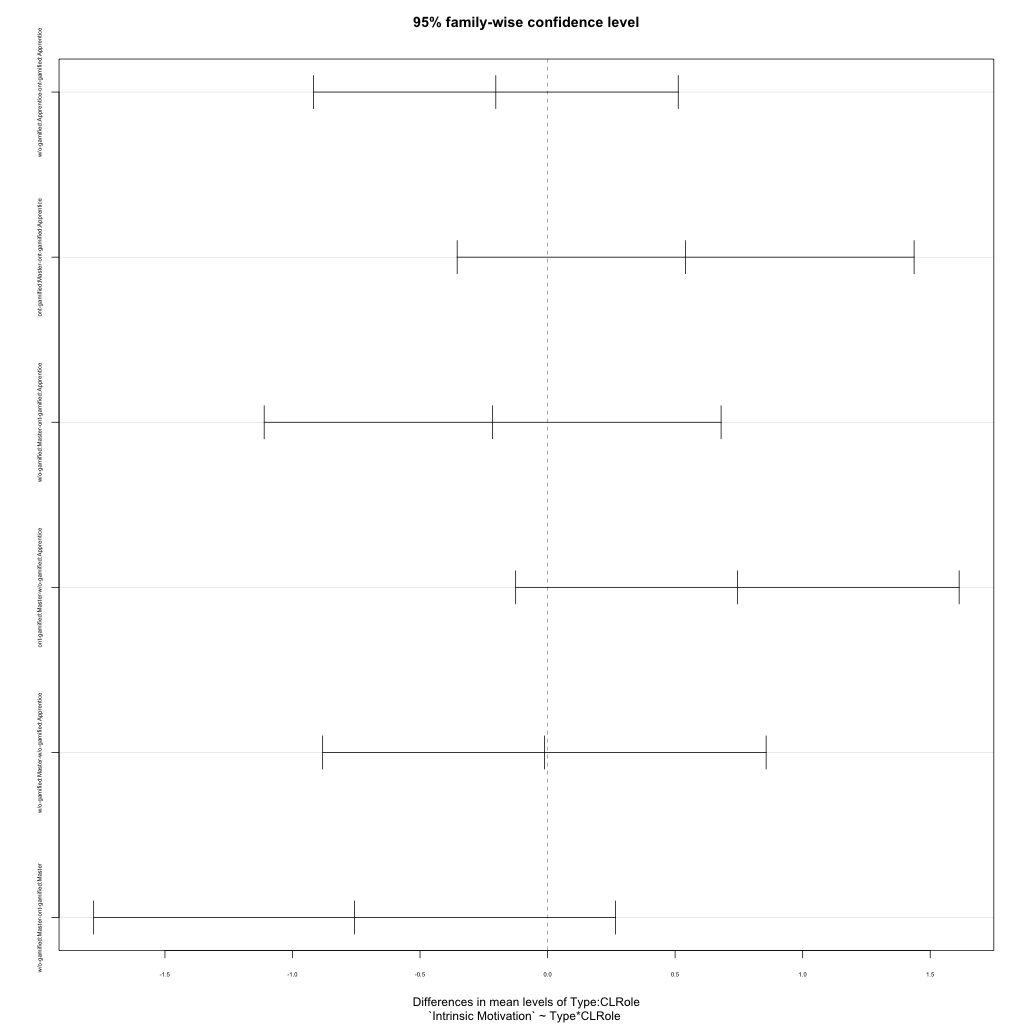 95% family-wise confidence level
w/o-gamified:Apprentice-ont-gamified:Apprentice
ont-gamified:Master-ont-gamified:Apprentice
w/o-gamified:Master-ont-gamified:Apprentice
ont-gamified:Master-w/o-gamified:Apprentice
w/o-gamified:Master-w/o-gamified:Apprentice
w/o-gamified:Master-ont-gamified:Master
-1.5 -1.0 -0.5 0.0 0.5 1.0 1.5
Differences in mean levels of Type:CLRole
`Intrinsic Motivation` ~ Type*CLRole